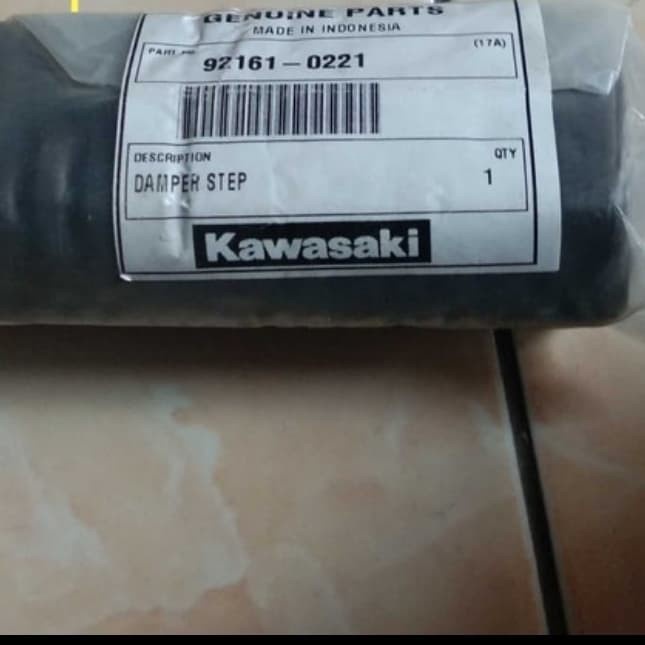 GENUINE PARTS
MADE IN INDONESIA
PART NO. (17A)
92161-0221
DESCRIPTION QTY
DAMPER STEP 1
Kawasaki